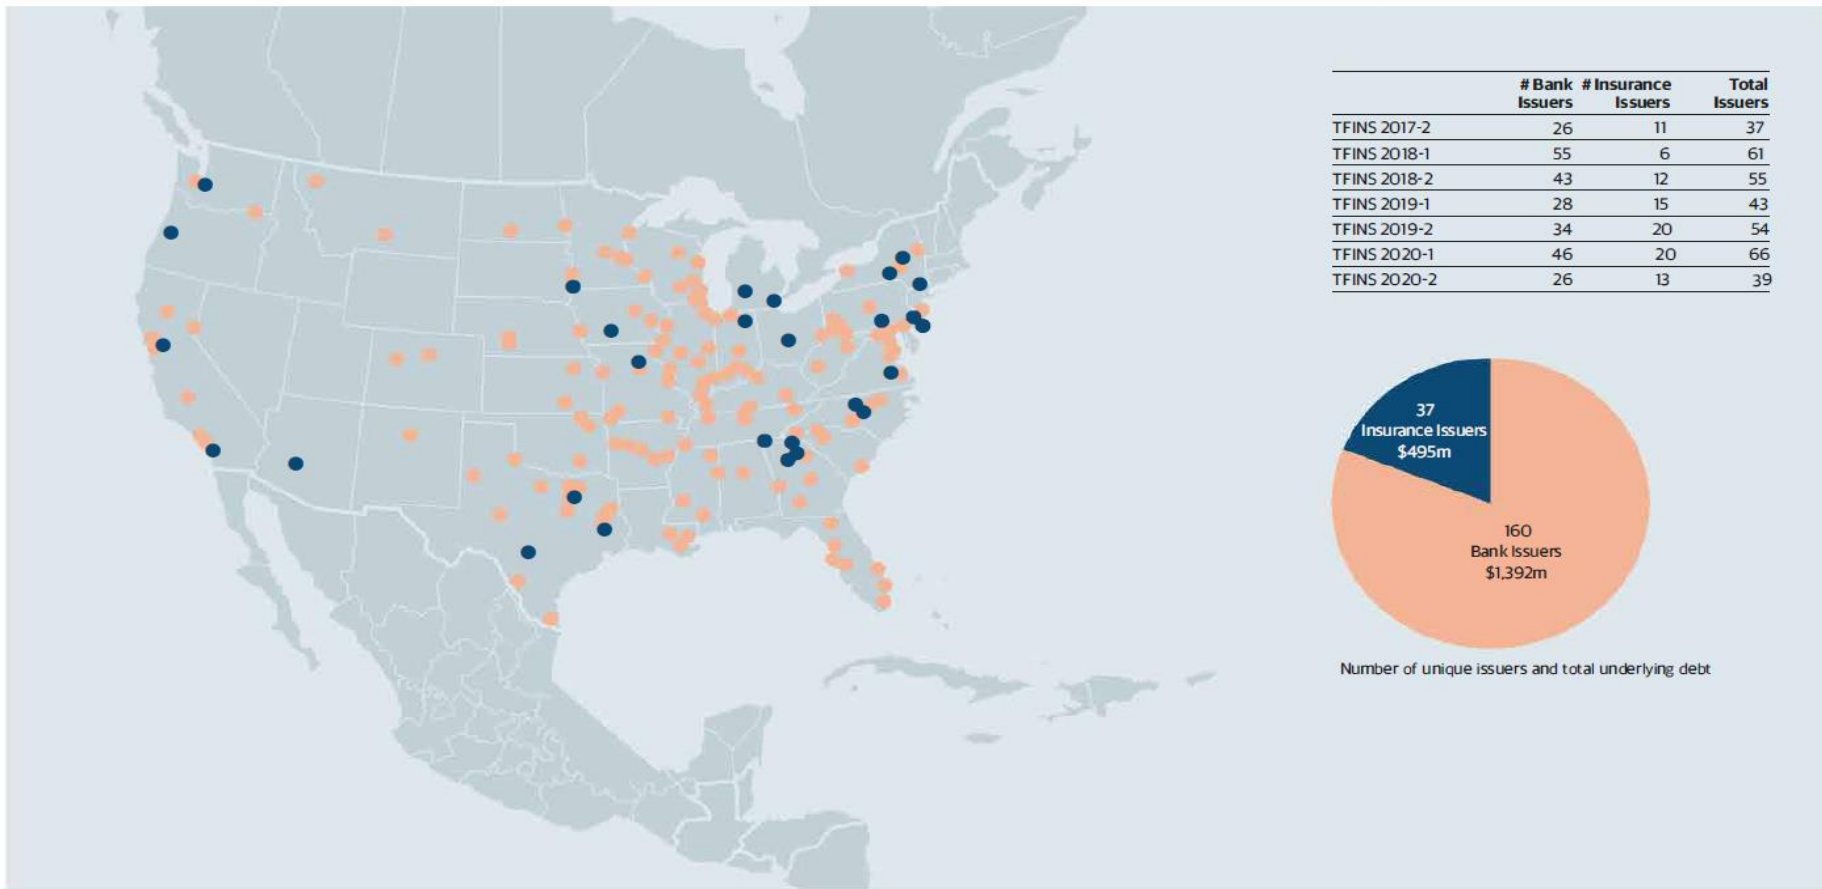 # Bank # Insurance Total
Issuers Issuers Issuers
TFINS 2017-2 26 11 37
TFINS 2018-1 55 6 61
TFINS 2018-2 43 12 55
TFINS 2019-1 28 15 43
TFINS 2019-2 34 20 54
TFINS 2020-1 46 20 66
TFINS 2020-2 26 13 39
37
Insurance Issuers
$495m
160
Bank Issuers
$1,392m
Number of unique issuers and total underlying debt